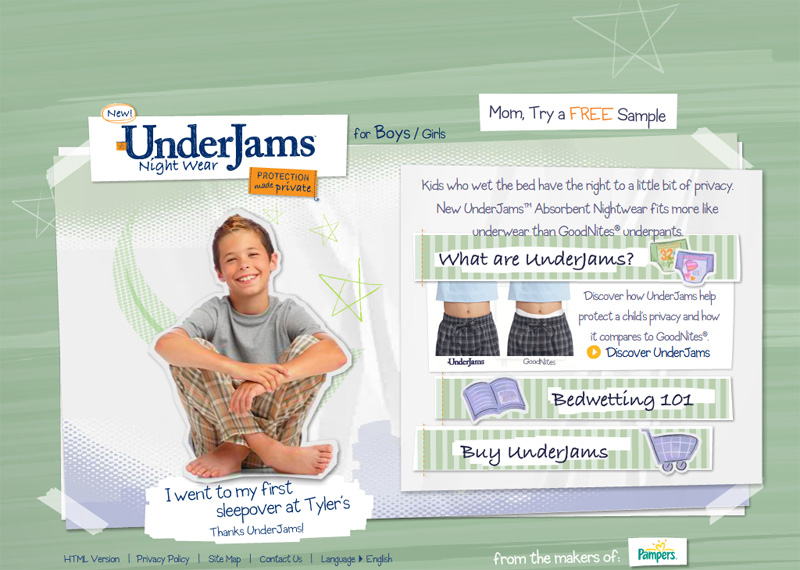 New!
UnderJams™
Night Wear
PROTECTION
made private
for Boys / Girls
Mom, Try a FREE Sample
Kids who wet the bed have the right to a little bit of privacy.
New UnderJams™ Absorbent Nightwear fits more like
underwear than GoodNites® underpants.
What are UnderJams?
UnderJams
GoodNites
Discover how UnderJams help
protect a child's privacy and how
it compares to GoodNites®.
Discover UnderJams
Bedwetting 101
Buy UnderJams
I went to my first
sleepover at Tyler's
Thanks UnderJams!
HTML Version | Privacy Policy | Site Map | Contact Us | Language English
from the makers of: Pampers.